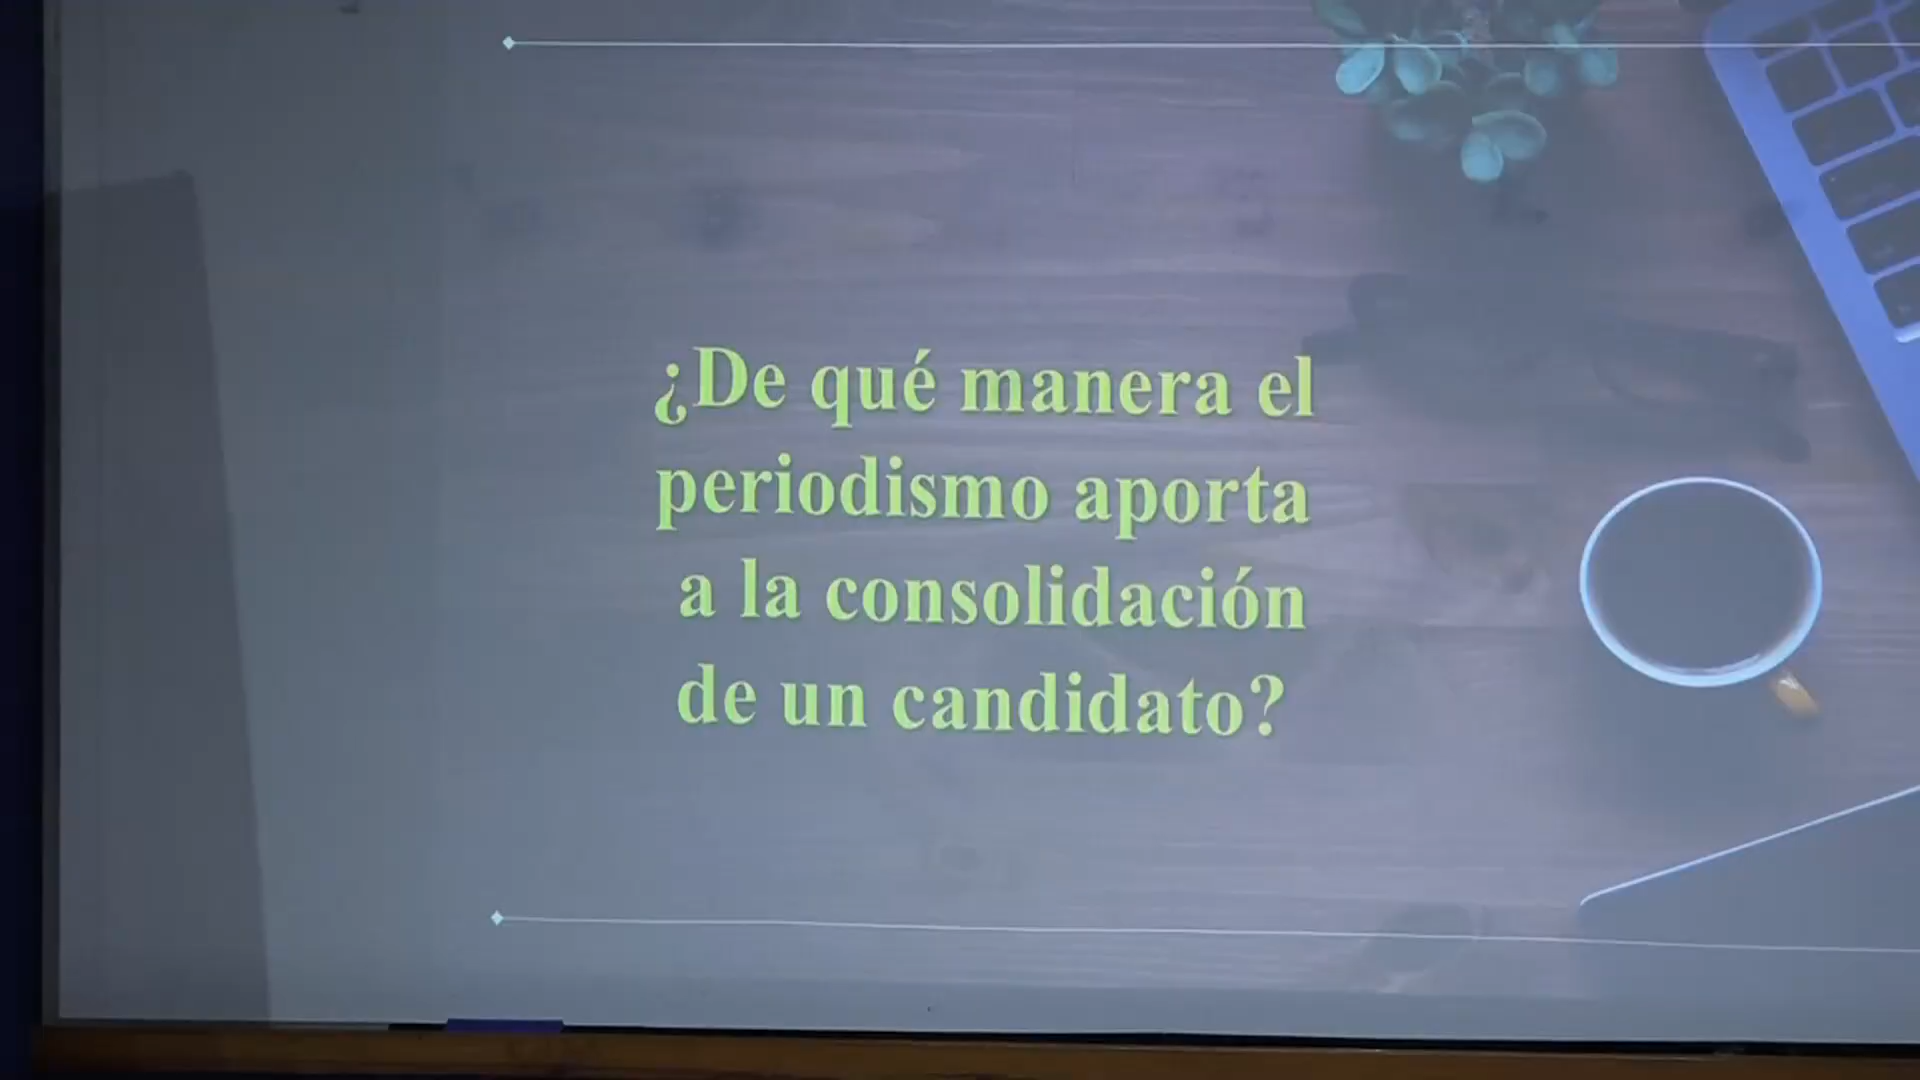 ¿De qué manera el
periodismo aporta
a la consolidación
de un candidato?